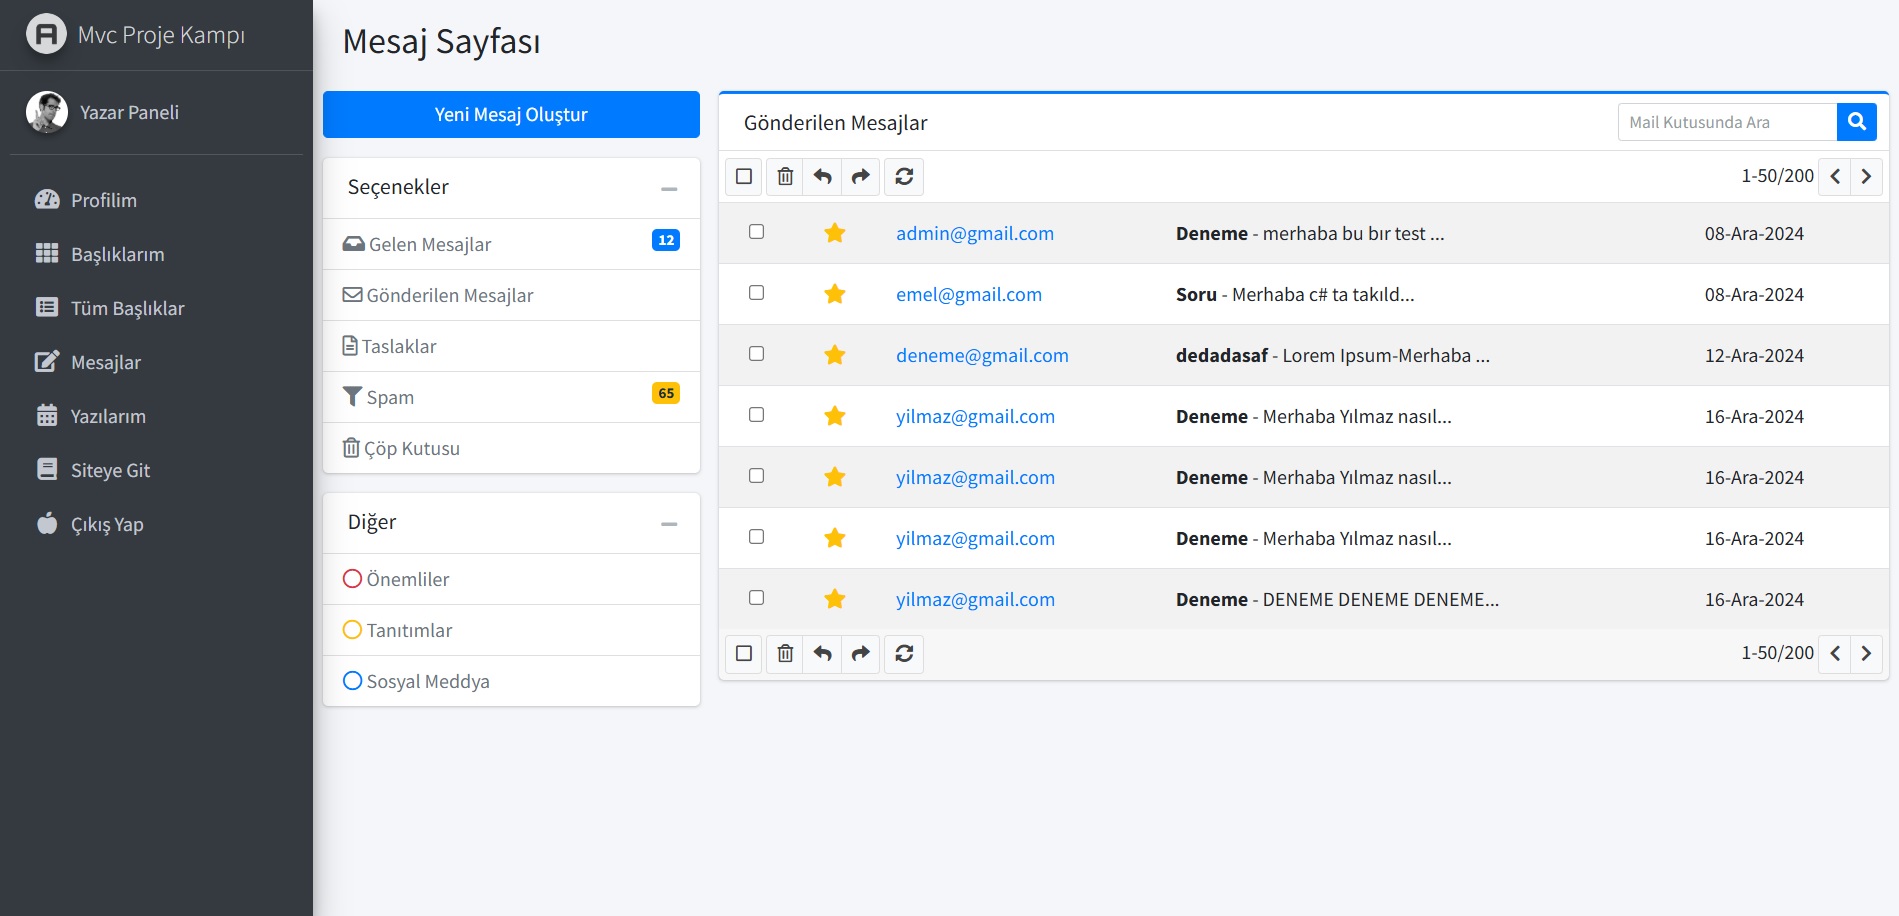 Mvc Proje Kampı
Yazar Paneli
Profilim
Başlıklarım
Tüm Başlıklar
Mesajlar
Yazılarım
Siteye Git
Çıkış Yap
Mesaj Sayfası
Yeni Mesaj Oluştur
Seçenekler
Gelen Mesajlar 12
Gönderilen Mesajlar
Taslaklar
Spam 65
Çöp Kutusu
Diğer
Önemliler
Tanıtımlar
Sosyal Meddya
Gönderilen Mesajlar
Mail Kutusunda Ara
1-50/200
admin@gmail.com Deneme - merhaba bu bır test ... 08-Ara-2024
emel@gmail.com Soru - Merhaba c# ta takıld... 08-Ara-2024
deneme@gmail.com dedadasaf - Lorem Ipsum-Merhaba ... 12-Ara-2024
yilmaz@gmail.com Deneme - Merhaba Yılmaz nasıl... 16-Ara-2024
yilmaz@gmail.com Deneme - Merhaba Yılmaz nasıl... 16-Ara-2024
yilmaz@gmail.com Deneme - Merhaba Yılmaz nasıl... 16-Ara-2024
yilmaz@gmail.com Deneme - DENEME DENEME DENEME... 16-Ara-2024
1-50/200